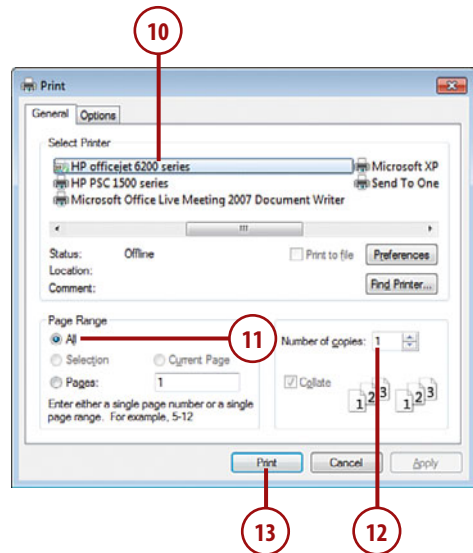 10
Print
General Options
Select Printer
HP officejet 6200 series Microsoft XP
HP PSC 1500 series Send To One
Microsoft Office Live Meeting 2007 Document Writer
Status: Offline Print to file Preferences
Location:
Comment: Find Printer...
Page Range
All 11 Number of copies: 1
Selection Current Page
Pages: 1 Collate
Enter either a single page number or a single
page range. For example, 5-12
1 2 3 1 2 3
Print Cancel Apply
13 12